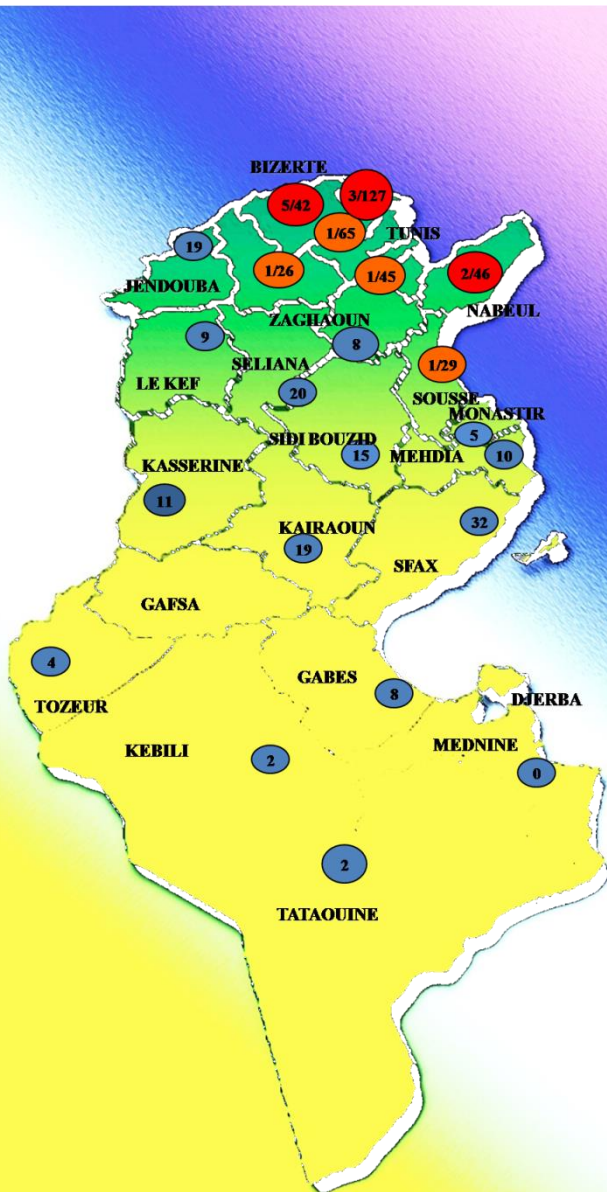 BIZERTE
3/127
5/42
1/65
TUNIS
19
1/26
1/45
2/46
JENDOUBA
NABEUL
ZAGHAOUN
9
8
SELIANA
1/29
LE KEF
20
SOUSSE
MONASTIR
5
SIDI BOUZID
15
MEHDIA
10
KASSERINE
11
32
KAIRAOUN
19
SFAX
GAFSA
4
GABES
8
DJERBA
TOZEUR
KEBILI
MEDNINE
2
0
2
TATAOUINE